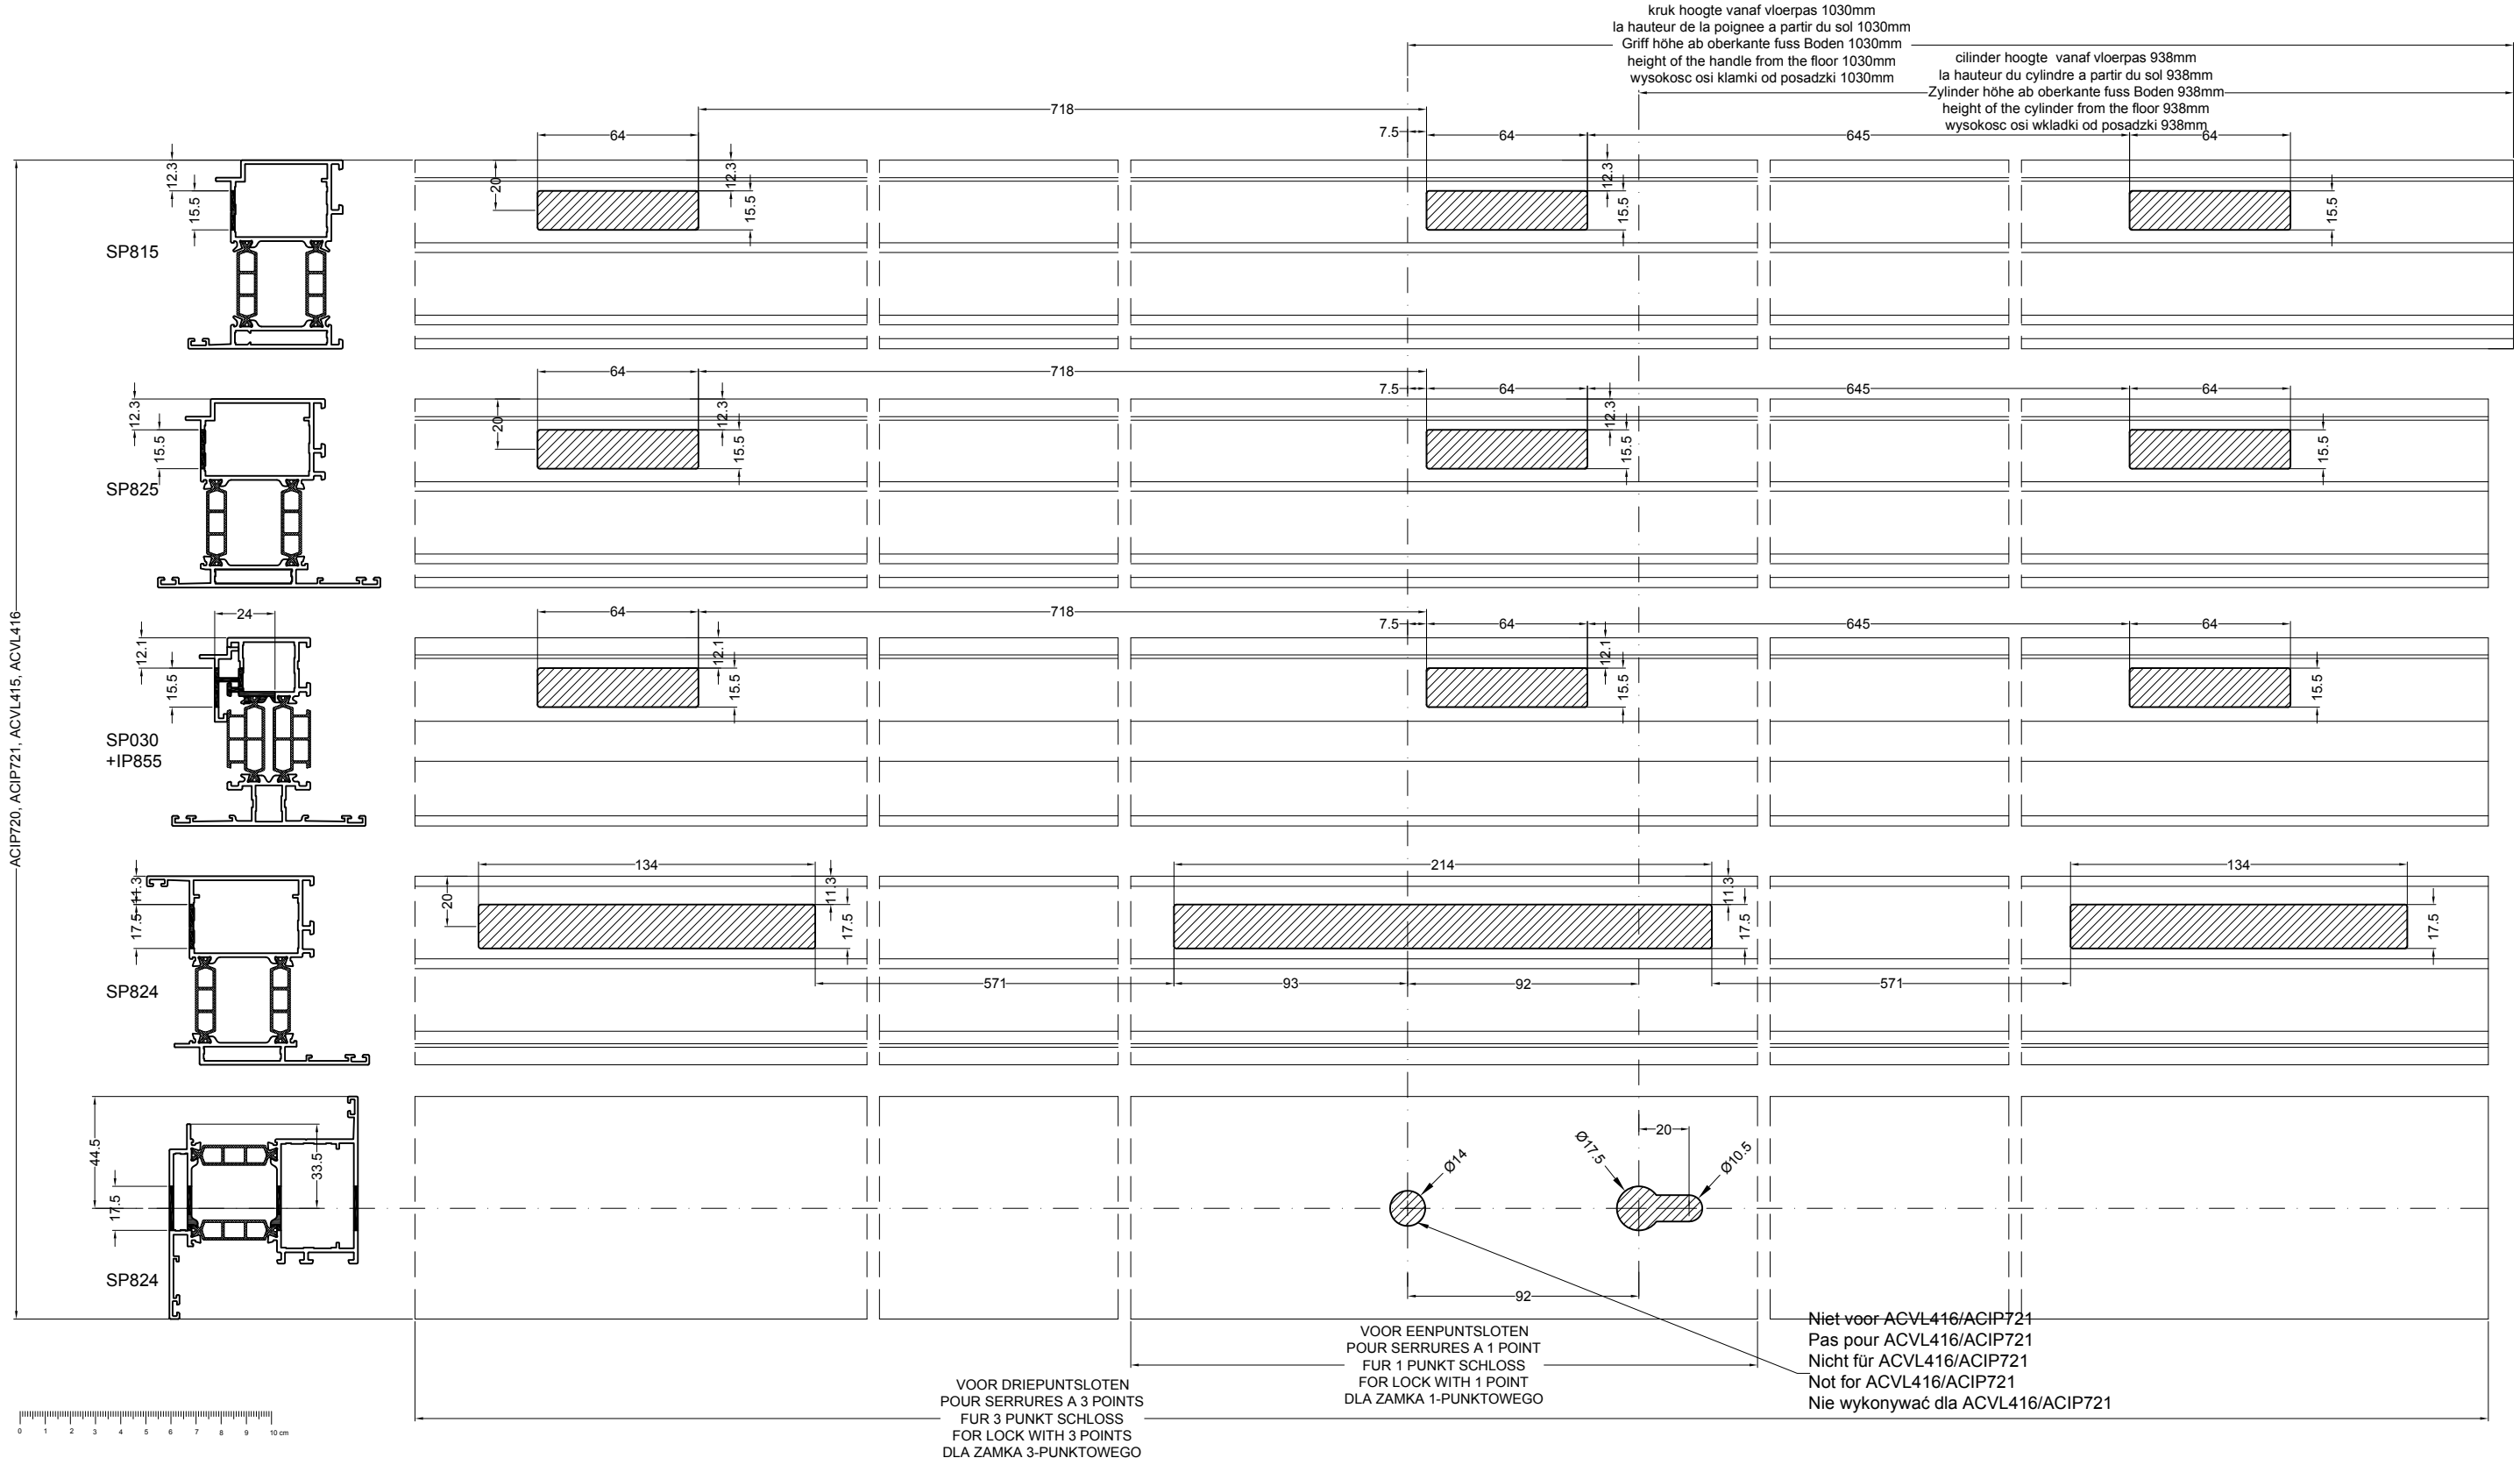 kruk hoogte vanaf vloerpas 1030mm
la hauteur de la poignee a partir du sol 1030mm
Griff höhe ab oberkante fuss Boden 1030mm
height of the handle from the floor 1030mm
wysokosc osi klamki od posadzki 1030mm
cilinder hoogte vanaf vloerpas 938mm
la hauteur du cylindre a partir du sol 938mm
Zylinder höhe ab oberkante fuss Boden 938mm
height of the cylinder from the floor 938mm
wysokosc osi wkladki od posadzki 938mm
718
64 7.5 64 645 64
12.3 20 12.3 12.3
15.5 15.5 15.5 15.5
SP815
64 718 7.5 64 645 64
12.3 20 12.3 12.3
15.5 15.5 15.5 15.5
SP825
24 64 718 7.5 64 645 64
12.1 12.1 12.1
15.5 15.5 15.5 15.5
SP030
+IP855
ACIP720, ACIP721, ACVL415, ACVL416
134 214 134
11.3 20 11.3 11.3
17.5 17.5 17.5 17.5
SP824
571 93 92 571
44.5 33.5
17.5
SP824
20
Ø14 Ø17.5 Ø10.5
92
Niet voor ACVL416/ACIP721
Pas pour ACVL416/ACIP721
Nicht für ACVL416/ACIP721
Not for ACVL416/ACIP721
Nie wykonywać dla ACVL416/ACIP721
VOOR EENPUNTSLOTEN
POUR SERRURES A 1 POINT
FUR 1 PUNKT SCHLOSS
FOR LOCK WITH 1 POINT
DLA ZAMKA 1-PUNKTOWEGO
VOOR DRIEPUNTSLOTEN
POUR SERRURES A 3 POINTS
FUR 3 PUNKT SCHLOSS
FOR LOCK WITH 3 POINTS
DLA ZAMKA 3-PUNKTOWEGO
0 1 2 3 4 5 6 7 8 9 10 cm